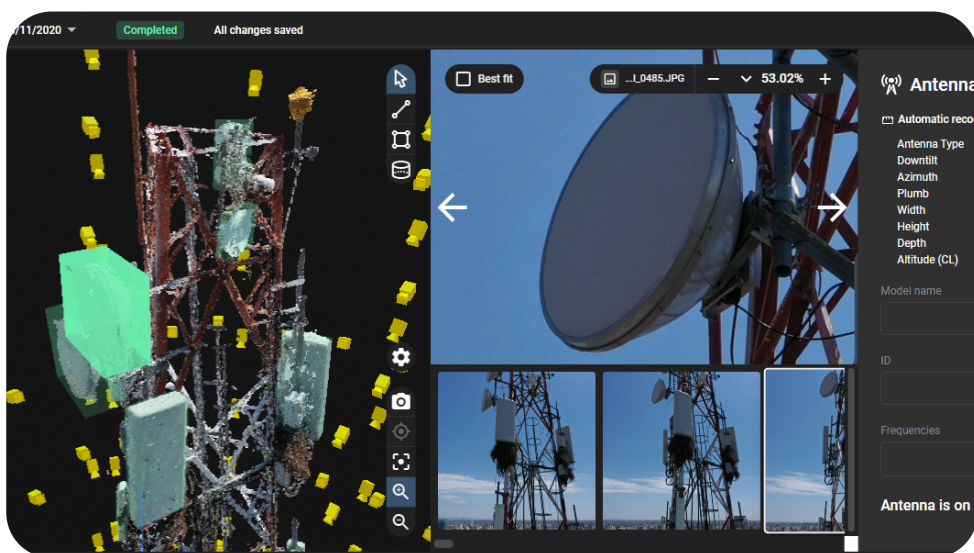 /11/2020
Completed
All changes saved
Best fit
...I_0485.JPG
53.02%
Antenna
Automatic reco
Antenna Type
Downtilt
Azimuth
Plumb
Width
Height
Depth
Altitude (CL)
Model name
ID
Frequencies
Antenna is on